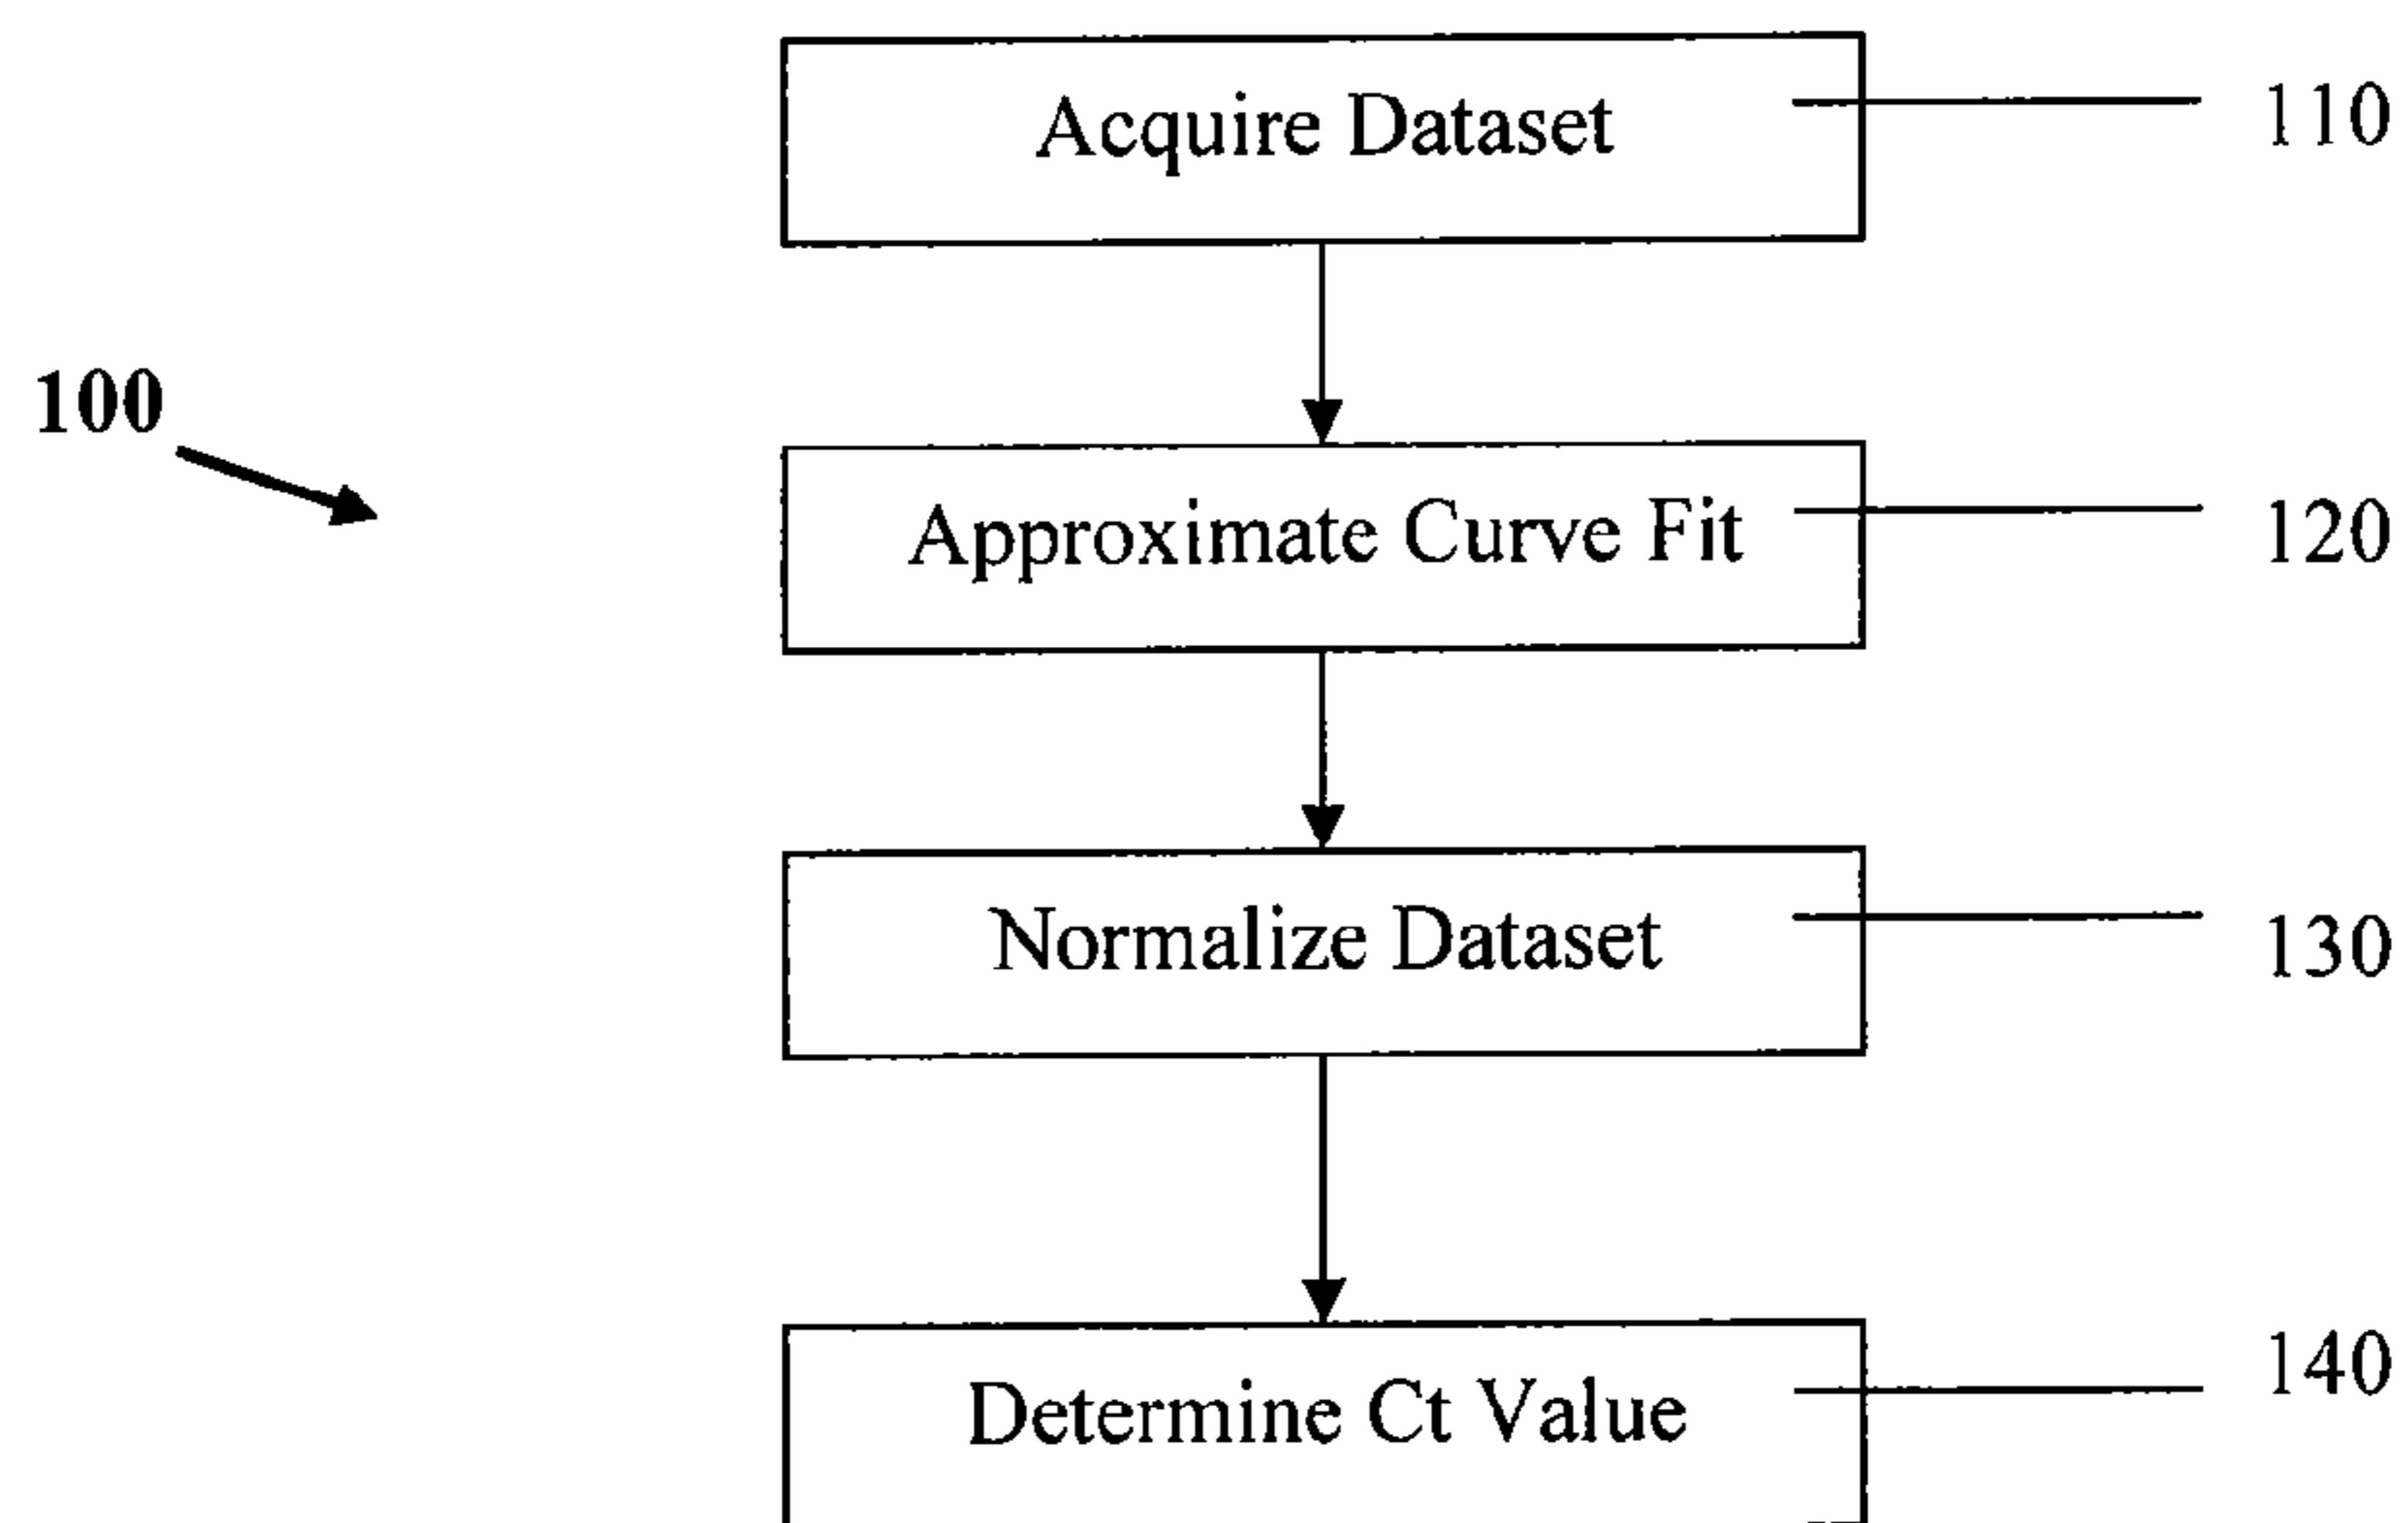 Acquire Dataset
110
100
Approximate Curve Fit
120
Normalize Dataset
130
Determine Ct Value
140